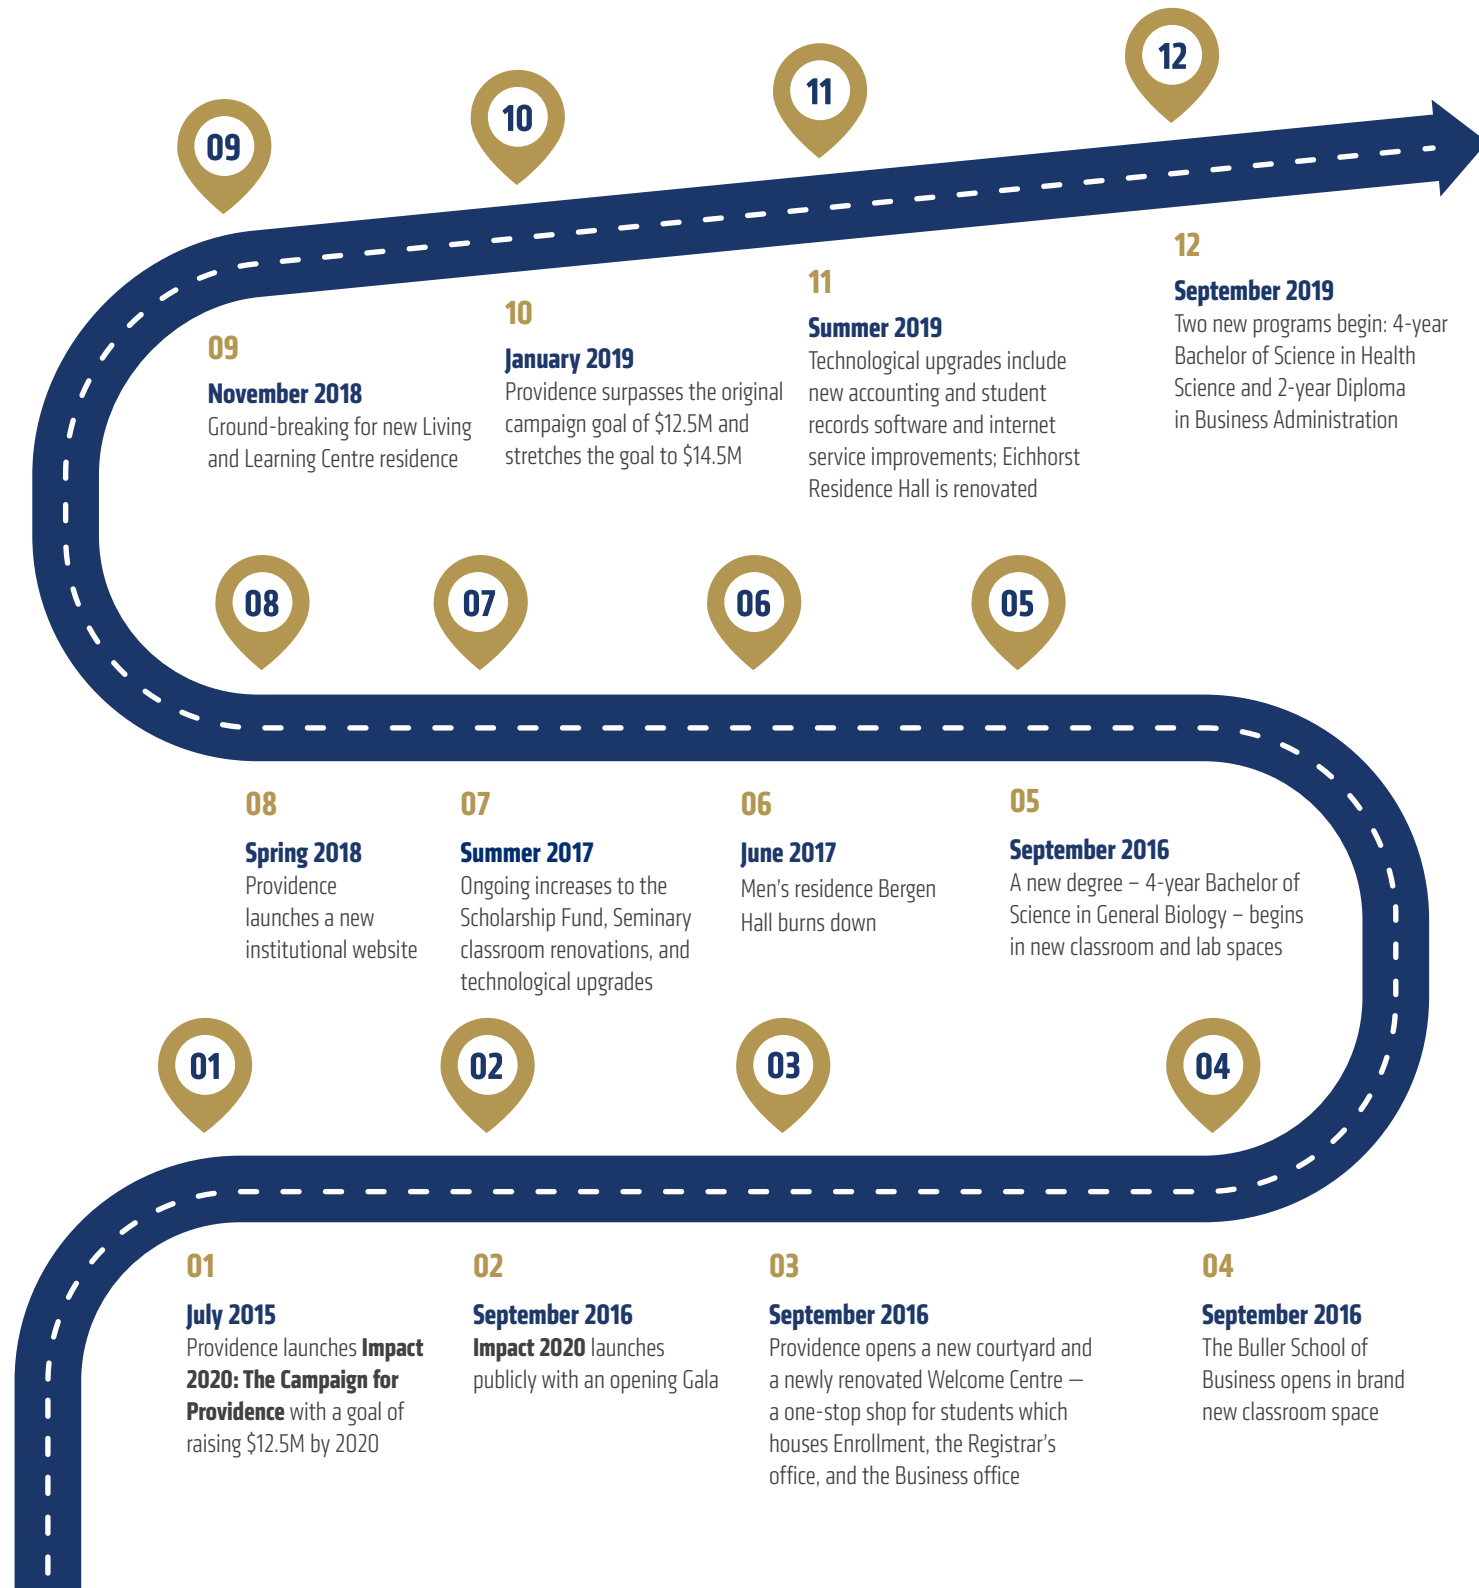 12
11
10
09
12
September 2019
Two new programs begin: 4-year
Bachelor of Science in Health
Science and 2-year Diploma
in Business Administration
11
Summer 2019
Technological upgrades include
new accounting and student
records software and internet
service improvements; Eichhorst
Residence Hall is renovated
10
January 2019
Providence surpasses the original
campaign goal of $12.5M and
stretches the goal to $14.5M
09
November 2018
Ground-breaking for new Living
and Learning Centre residence
08
07
06
05
08
Spring 2018
Providence
launches a new
institutional website
07
Summer 2017
Ongoing increases to the
Scholarship Fund, Seminary
classroom renovations, and
technological upgrades
06
June 2017
Men's residence Bergen
Hall burns down
05
September 2016
A new degree – 4-year Bachelor of
Science in General Biology – begins
in new classroom and lab spaces
01
02
03
04
01
July 2015
Providence launches Impact
2020: The Campaign for
Providence with a goal of
raising $12.5M by 2020
02
September 2016
Impact 2020 launches
publicly with an opening Gala
03
September 2016
Providence opens a new courtyard and
a newly renovated Welcome Centre —
a one-stop shop for students which
houses Enrollment, the Registrar's
office, and the Business office
04
September 2016
The Buller School of
Business opens in brand
new classroom space